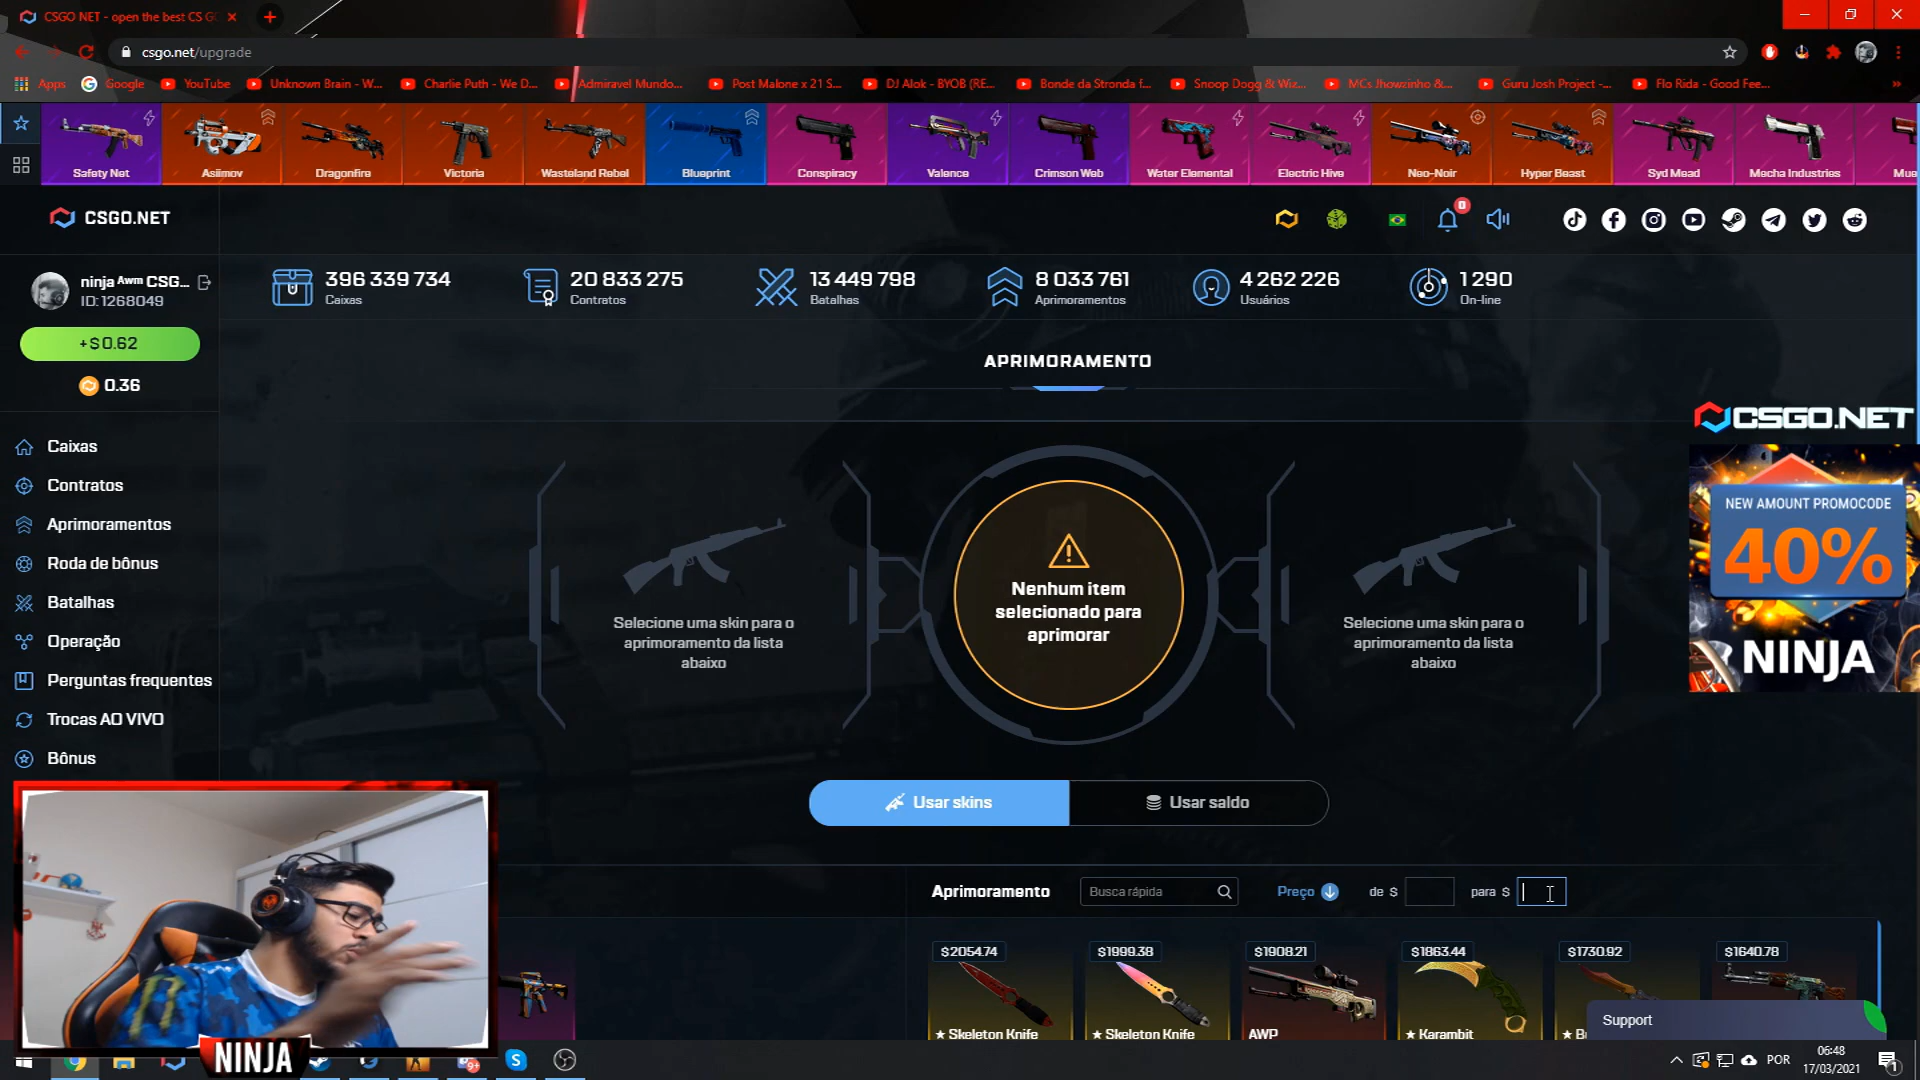 CSGO NET - open the best CS G
csgo.net/upgrade
Apps
Google
YouTube
Unknown Brain - W...
Charlie Puth - We D...
Admiravel Mundo...
Post Malone x 21 S...
DJ Alok - BYOB (RE...
Bonde da Stronda f...
Snoop Dogg & Wiz...
MCs Jhowzinho &...
Guru Josh Project -...
Flo Rida - Good Fee...
Safety Net
Asiimov
Dragonfire
Victoria
Wasteland Rebel
Blueprint
Conspiracy
Valence
Crimson Web
Water Elemental
Electric Hive
Neo-Noir
Hyper Beast
Syd Mead
Mecha Industries
CSGO.NET
0
ninja ᴬʷᵐ CSG...
ID: 1268049
+$0.62
0.36
396 339 734
Caixas
20 833 275
Contratos
13 449 798
Batalhas
8 033 761
Aprimoramentos
4 262 226
Usuários
1 290
On-line
Caixas
Contratos
Aprimoramentos
Roda de bônus
Batalhas
Operação
Perguntas frequentes
Trocas AO VIVO
Bônus
APRIMORAMENTO
Selecione uma skin para o
aprimoramento da lista
abaixo
Nenhum item
selecionado para
aprimorar
Selecione uma skin para o
aprimoramento da lista
abaixo
CSGO.NET
NEW AMOUNT PROMOCODE
40%
NINJA
Usar skins
Usar saldo
Aprimoramento
Busca rápida
Preço
de $
para $
$2054.74
★ Skeleton Knife
$1999.38
★ Skeleton Knife
$1908.21
AWP
$1863.44
★ Karambit
$1730.92
$1640.78
Support
NINJA
9+
POR
06:48
17/03/2021
1